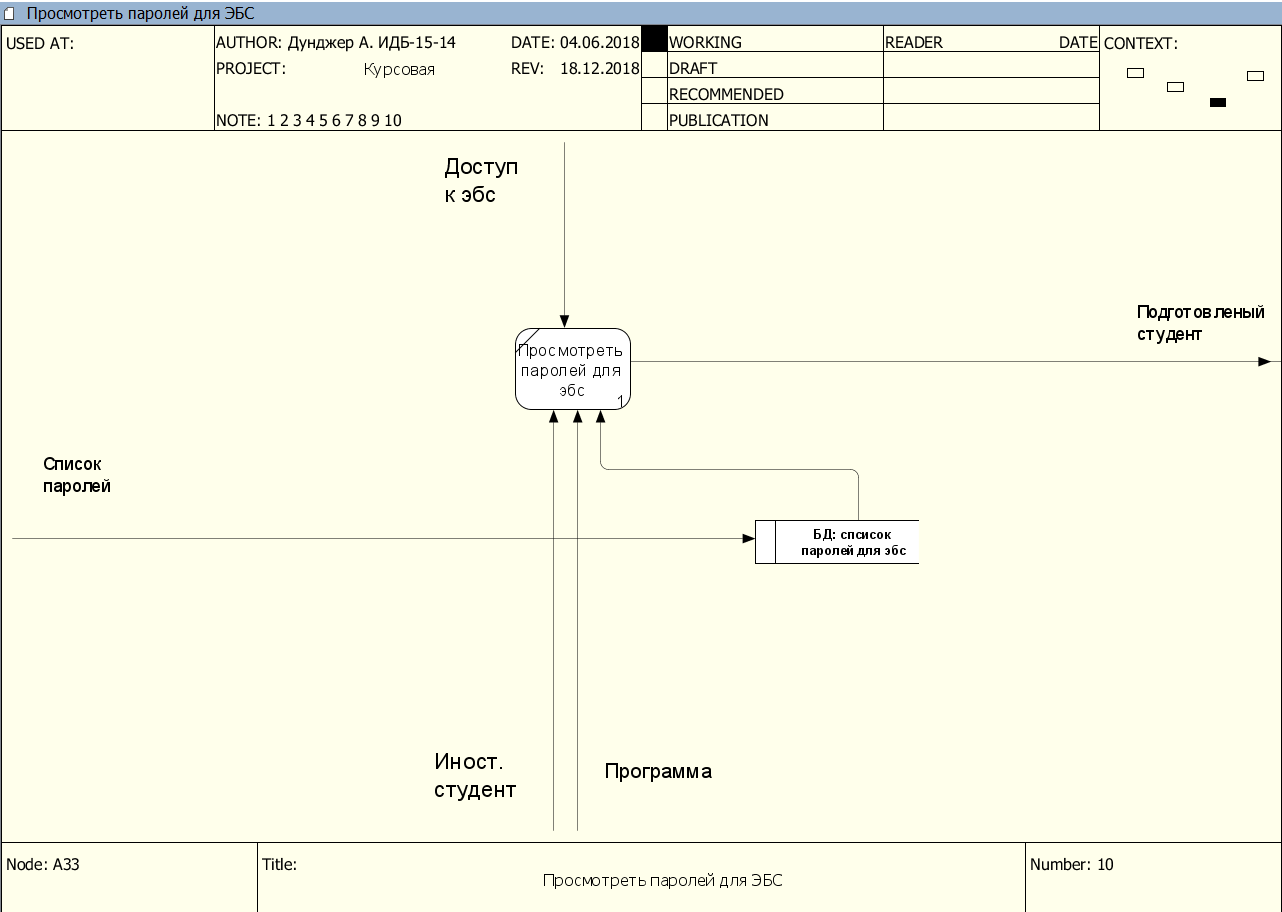 Просмотреть паролей для ЭБС
USED AT:
AUTHOR: Дунджер А. ИДБ-15-14
DATE: 04.06.2018
PROJECT:
Курсовая
REV: 18.12.2018
NOTE: 1 2 3 4 5 6 7 8 9 10
WORKING
DRAFT
RECOMMENDED
PUBLICATION
READER
DATE
CONTEXT:
Доступ
к эбс
Подготовленый
студент
Просмотреть
паролей для
эбс
1
Список
паролей
БД: спсисок
паролей для эбс
Иност.
студент
Программа
Node: A33
Title:
Просмотреть паролей для ЭБС
Number: 10